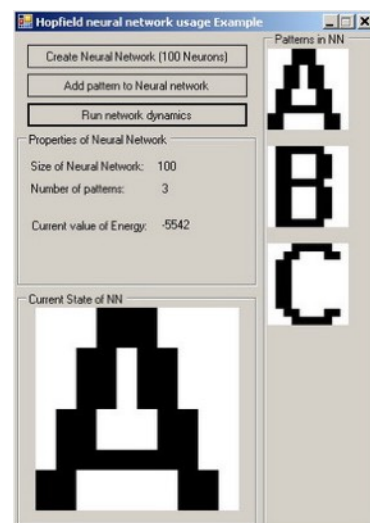 Hopfield neural network usage Example
Create Neural Network (100 Neurons)
Add pattern to Neural network
Run network dynamics
Properties of Neural Network
Size of Neural Network: 100
Number of patterns: 3
Current value of Energy: -5542
Current State of NN
A
Patterns in NN
A
B
C